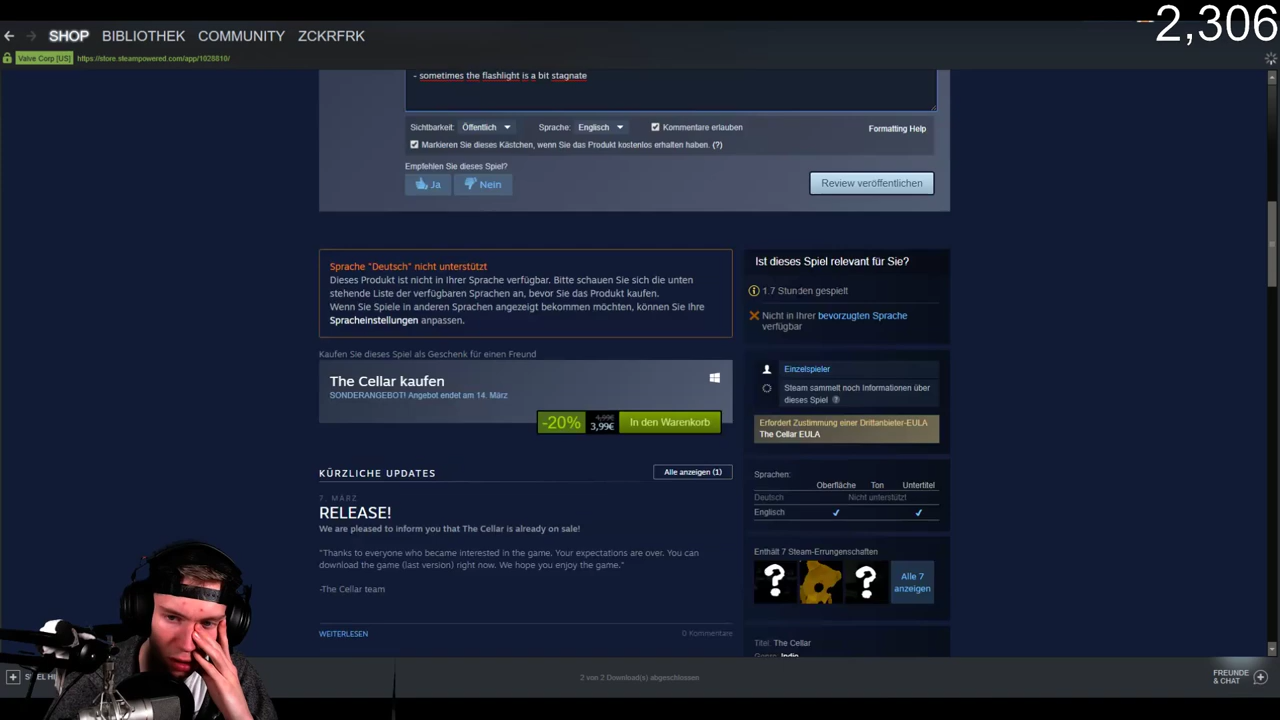 2,306
SHOP BIBLIOTHEK COMMUNITY ZCKRFRK
Valve Corp [US] https://store.steampowered.com/app/1028810/
- sometimes the flashlight is a bit stagnate
Sichtbarkeit: Öffentlich Sprache: Englisch Kommentare erlauben Formatting Help
Markieren Sie dieses Kästchen, wenn Sie das Produkt kostenlos erhalten haben. (?)
Empfehlen Sie dieses Spiel?
Ja Nein Review veröffentlichen
Sprache "Deutsch" nicht unterstützt
Dieses Produkt ist nicht in Ihrer Sprache verfügbar. Bitte schauen Sie sich die unten
stehende Liste der verfügbaren Sprachen an, bevor Sie das Produkt kaufen.
Wenn Sie Spiele in anderen Sprachen angezeigt bekommen möchten, können Sie Ihre
Spracheinstellungen anpassen.
Kaufen Sie dieses Spiel als Geschenk für einen Freund
The Cellar kaufen
SONDERANGEBOT! Angebot endet am 14. März
-20% 4,99€ 3,99€ In den Warenkorb
KÜRZLICHE UPDATES Alle anzeigen (1)
7. MÄRZ
RELEASE!
We are pleased to inform you that The Cellar is already on sale!
"Thanks to everyone who became interested in the game. Your expectations are over. You can
download the game (last version) right now. We hope you enjoy the game."
-The Cellar team
WEITERLESEN 0 Kommentare
Ist dieses Spiel relevant für Sie?
1.7 Stunden gespielt
Nicht in Ihrer bevorzugten Sprache
verfügbar
Einzelspieler
Steam sammelt noch Informationen über
dieses Spiel ?
Erfordert Zustimmung einer Drittanbieter-EULA
The Cellar EULA
Sprachen:
Oberfläche Ton Untertitel
Deutsch Nicht unterstützt
Englisch
Enthält 7 Steam-Errungenschaften
Alle 7
anzeigen
Titel: The Cellar
Genre: Indie
2 von 2 Download(s) abgeschlossen
FREUNDE
& CHAT